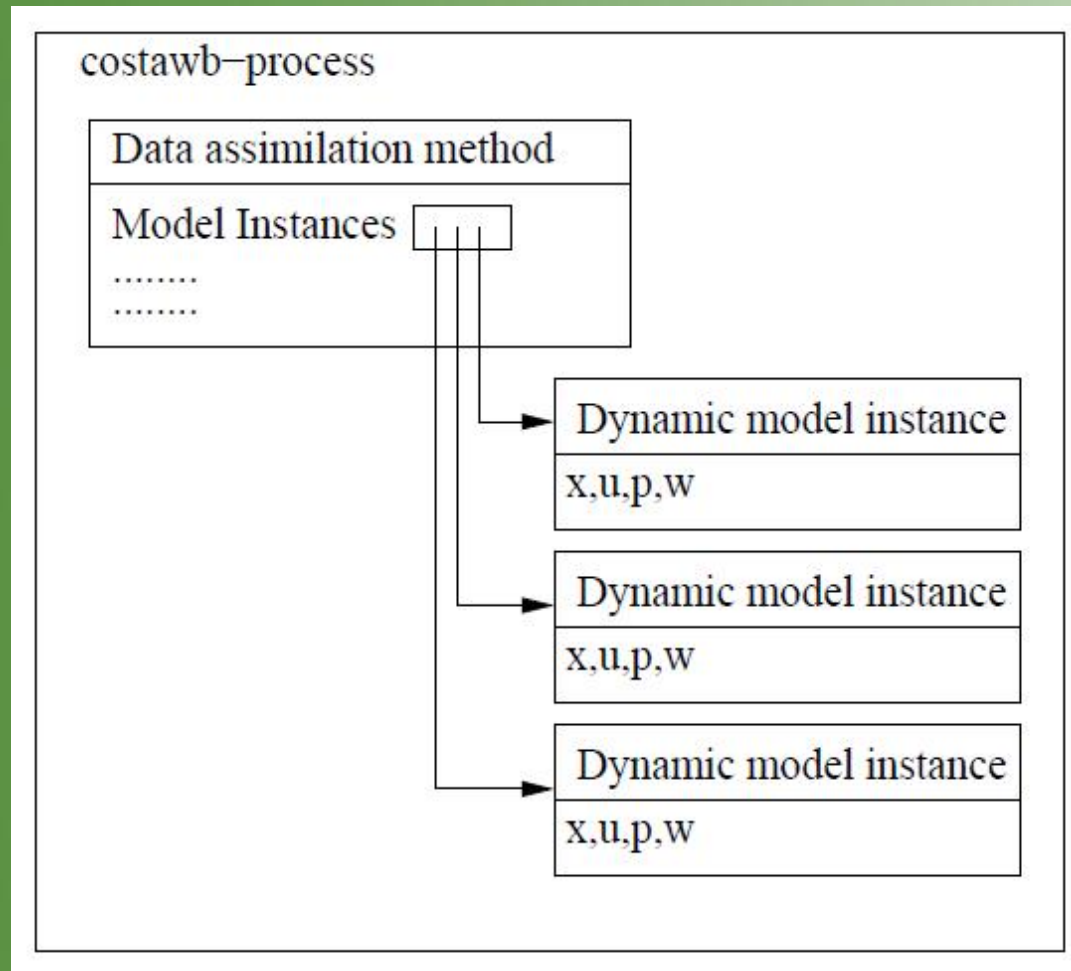 costawb–process
Data assimilation method
Model Instances
........
........
Dynamic model instance
x,u,p,w
Dynamic model instance
x,u,p,w
Dynamic model instance
x,u,p,w